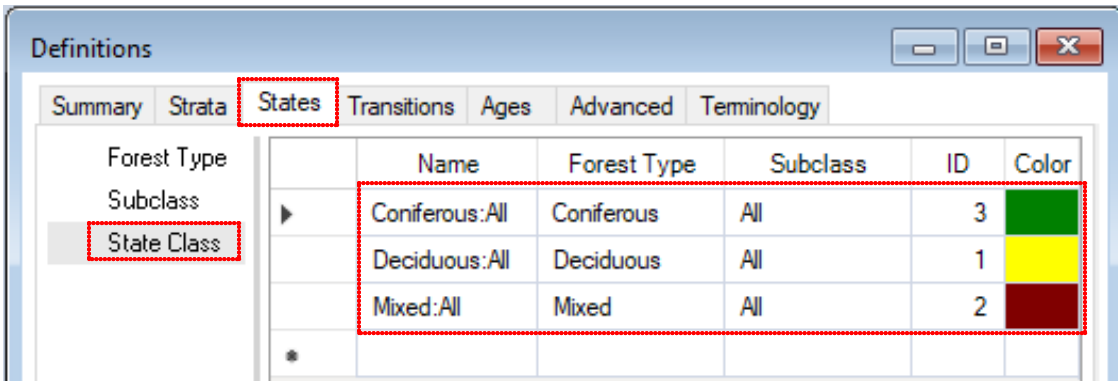 Definitions
Summary Strata States Transitions Ages Advanced Terminology
Forest Type
Subclass
State Class
Name Forest Type Subclass ID Color
Coniferous:All Coniferous All 3
Deciduous:All Deciduous All 1
Mixed:All Mixed All 2